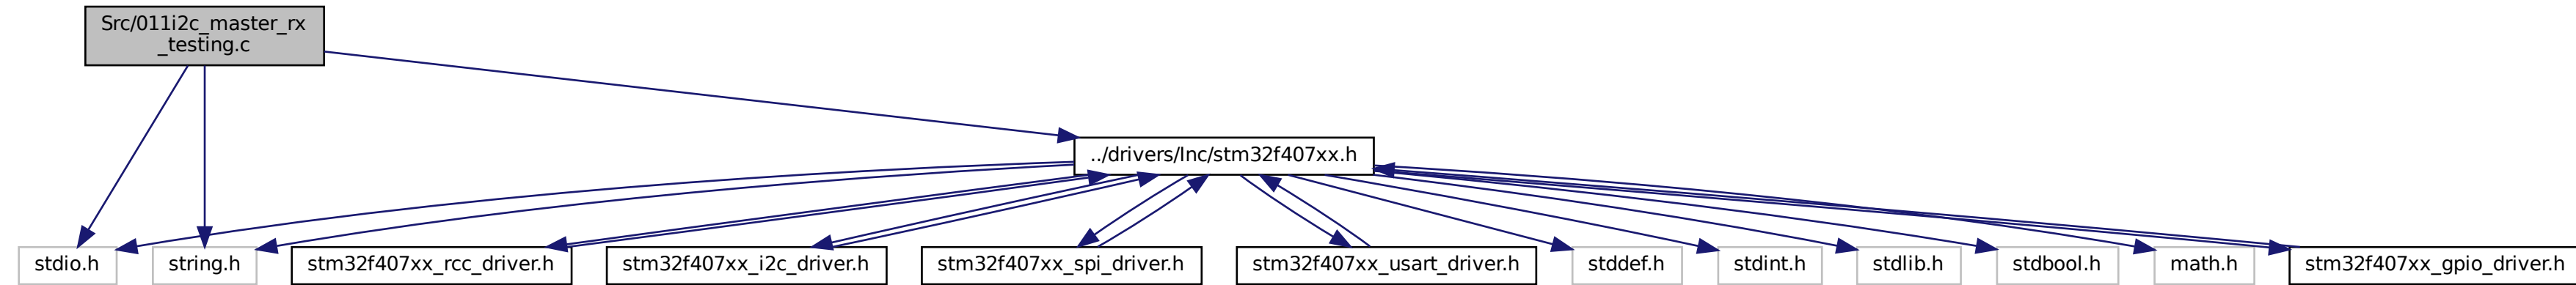 Src/011i2c_master_rx
_testing.c
../drivers/Inc/stm32f407xx.h
stdio.h
string.h
stm32f407xx_rcc_driver.h
stm32f407xx_i2c_driver.h
stm32f407xx_spi_driver.h
stm32f407xx_usart_driver.h
stddef.h
stdint.h
stdlib.h
stdbool.h
math.h
stm32f407xx_gpio_driver.h